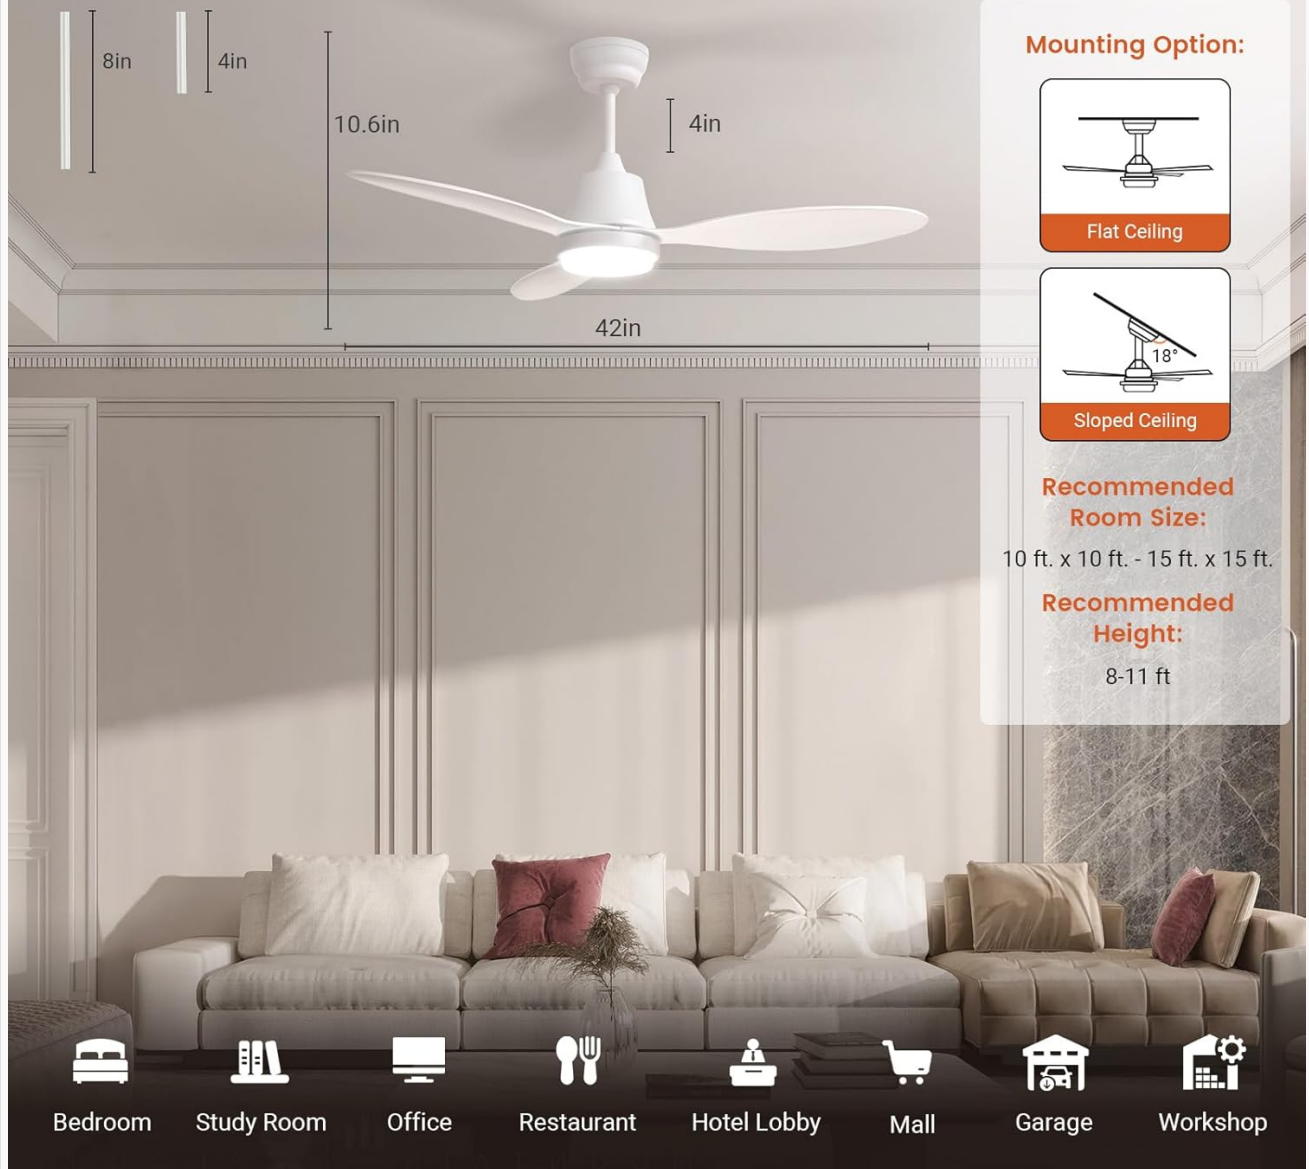 8in
4in
10.6in
4in
42in
Mounting Option:
Flat Ceiling
18°
Sloped Ceiling
Recommended
Room Size:
10 ft. x 10 ft. - 15 ft. x 15 ft.
Recommended
Height:
8-11 ft
Bedroom
Study Room
Office
Restaurant
Hotel Lobby
Mall
Garage
Workshop